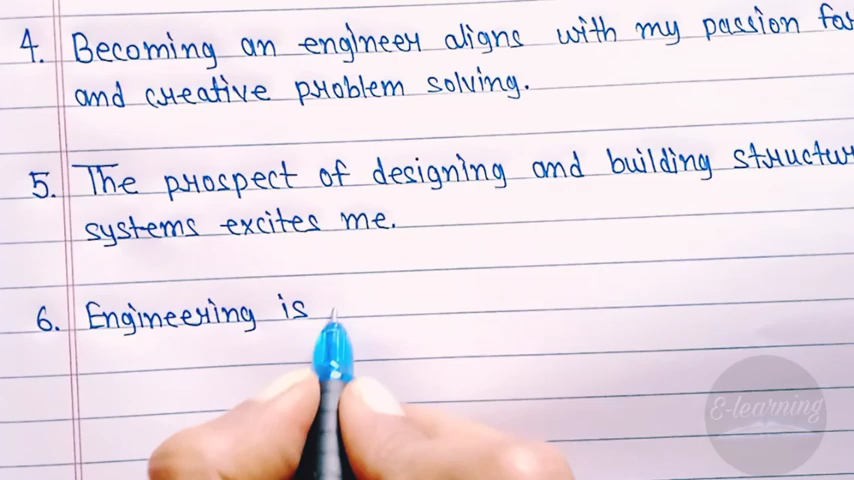 4. Becoming an engineer aligns with my passion for
and creative problem solving.
5. The prospect of designing and building
systems excites me.
6. Engineering is
E-learning